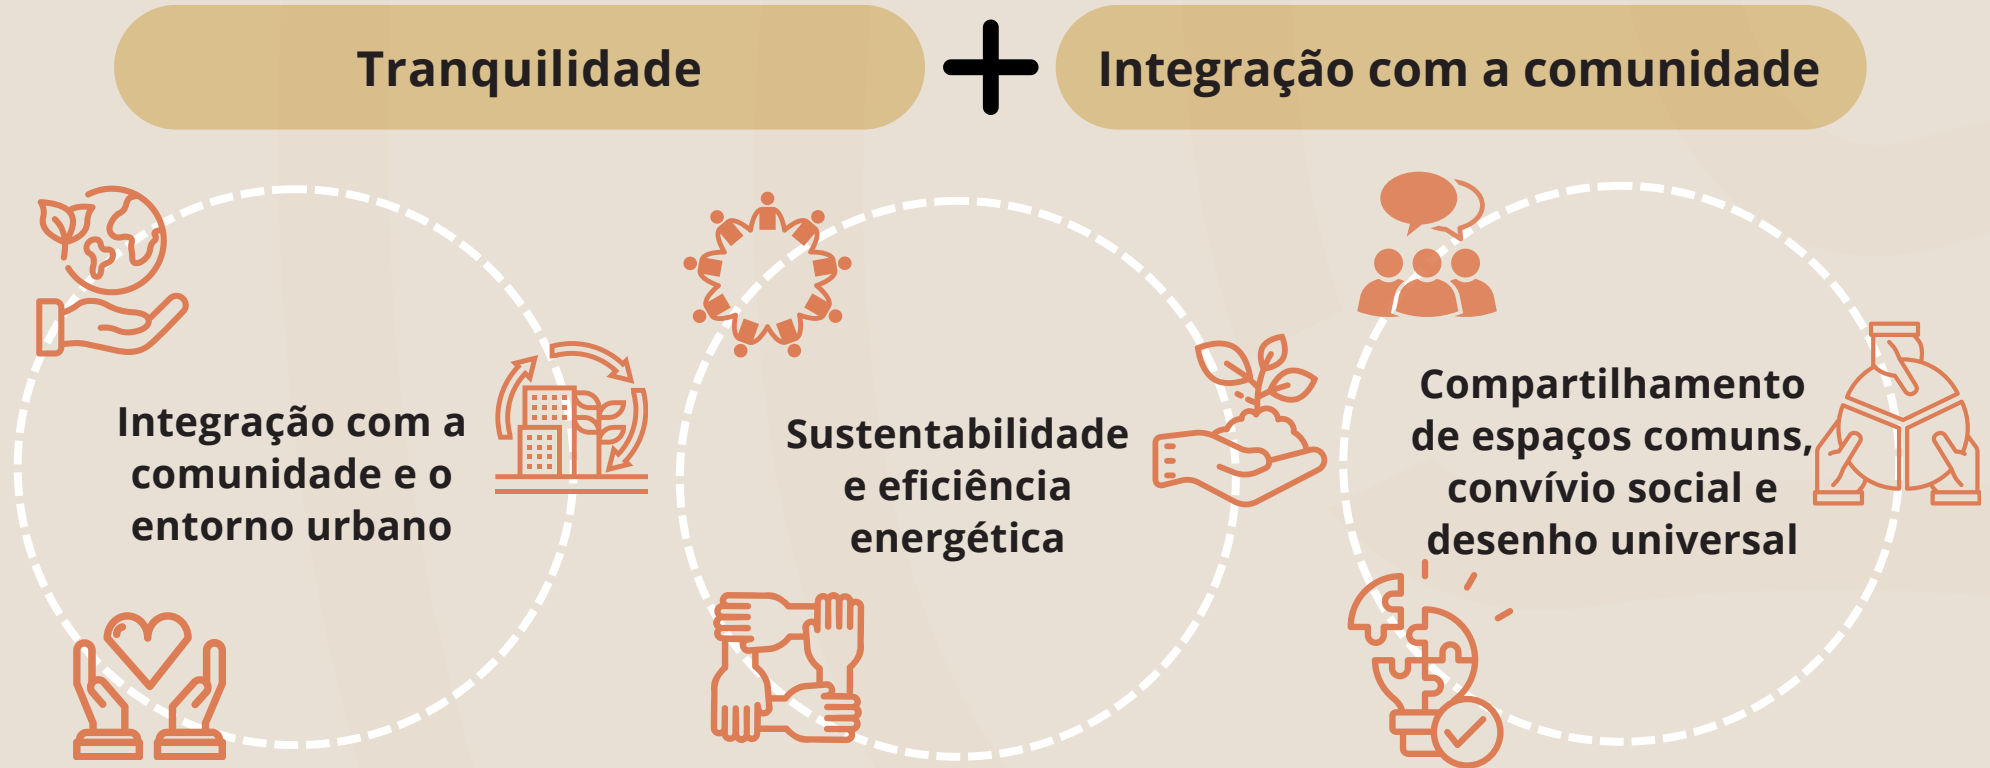 Tranquilidade
Integração com a comunidade
Integração com a
comunidade e o
entorno urbano
Sustentabilidade
e eficiência
energética
Compartilhamento
de espaços comuns,
convívio social e
desenho universal